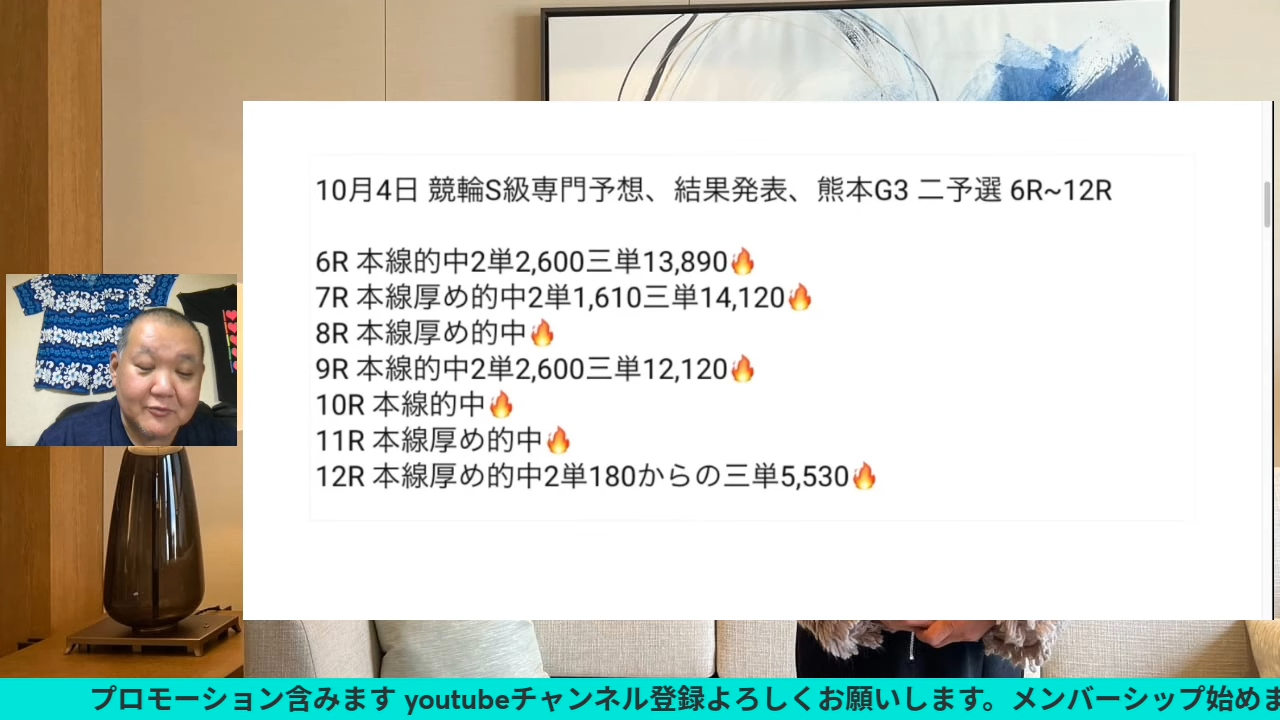 10月4日 競輪S級専門予想、結果発表、熊本G3 二予選 6R~12R
6R 本線的中2単2,600三単13,890🔥
7R 本線厚め的中2単1,610三単14,120🔥
8R 本線厚め的中🔥
9R 本線的中2単2,600三単12,120🔥
10R 本線的中🔥
11R 本線厚め的中🔥
12R 本線厚め的中2単180からの三単5,530🔥
プロモーション含みます youtubeチャンネル登録よろしくお願いします。メンバーシップ始めま